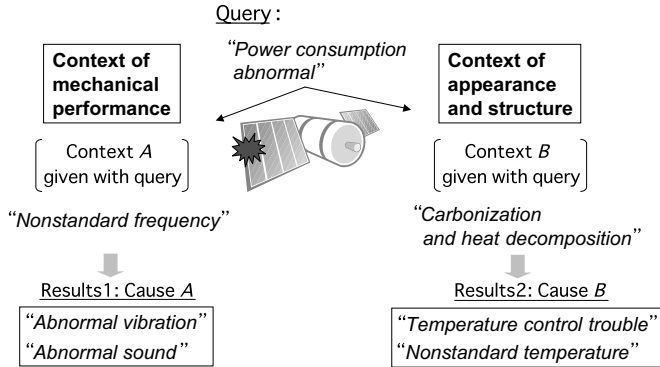 Query:
“Power consumption
abnormal”
Context of
mechanical
performance
Context A
given with query
“Nonstandard frequency”
Results1: Cause A
“Abnormal vibration”
“Abnormal sound”
Context of
appearance
and structure
Context B
given with query
“Carbonization
and heat decomposition”
Results2: Cause B
“Temperature control trouble”
“Nonstandard temperature”